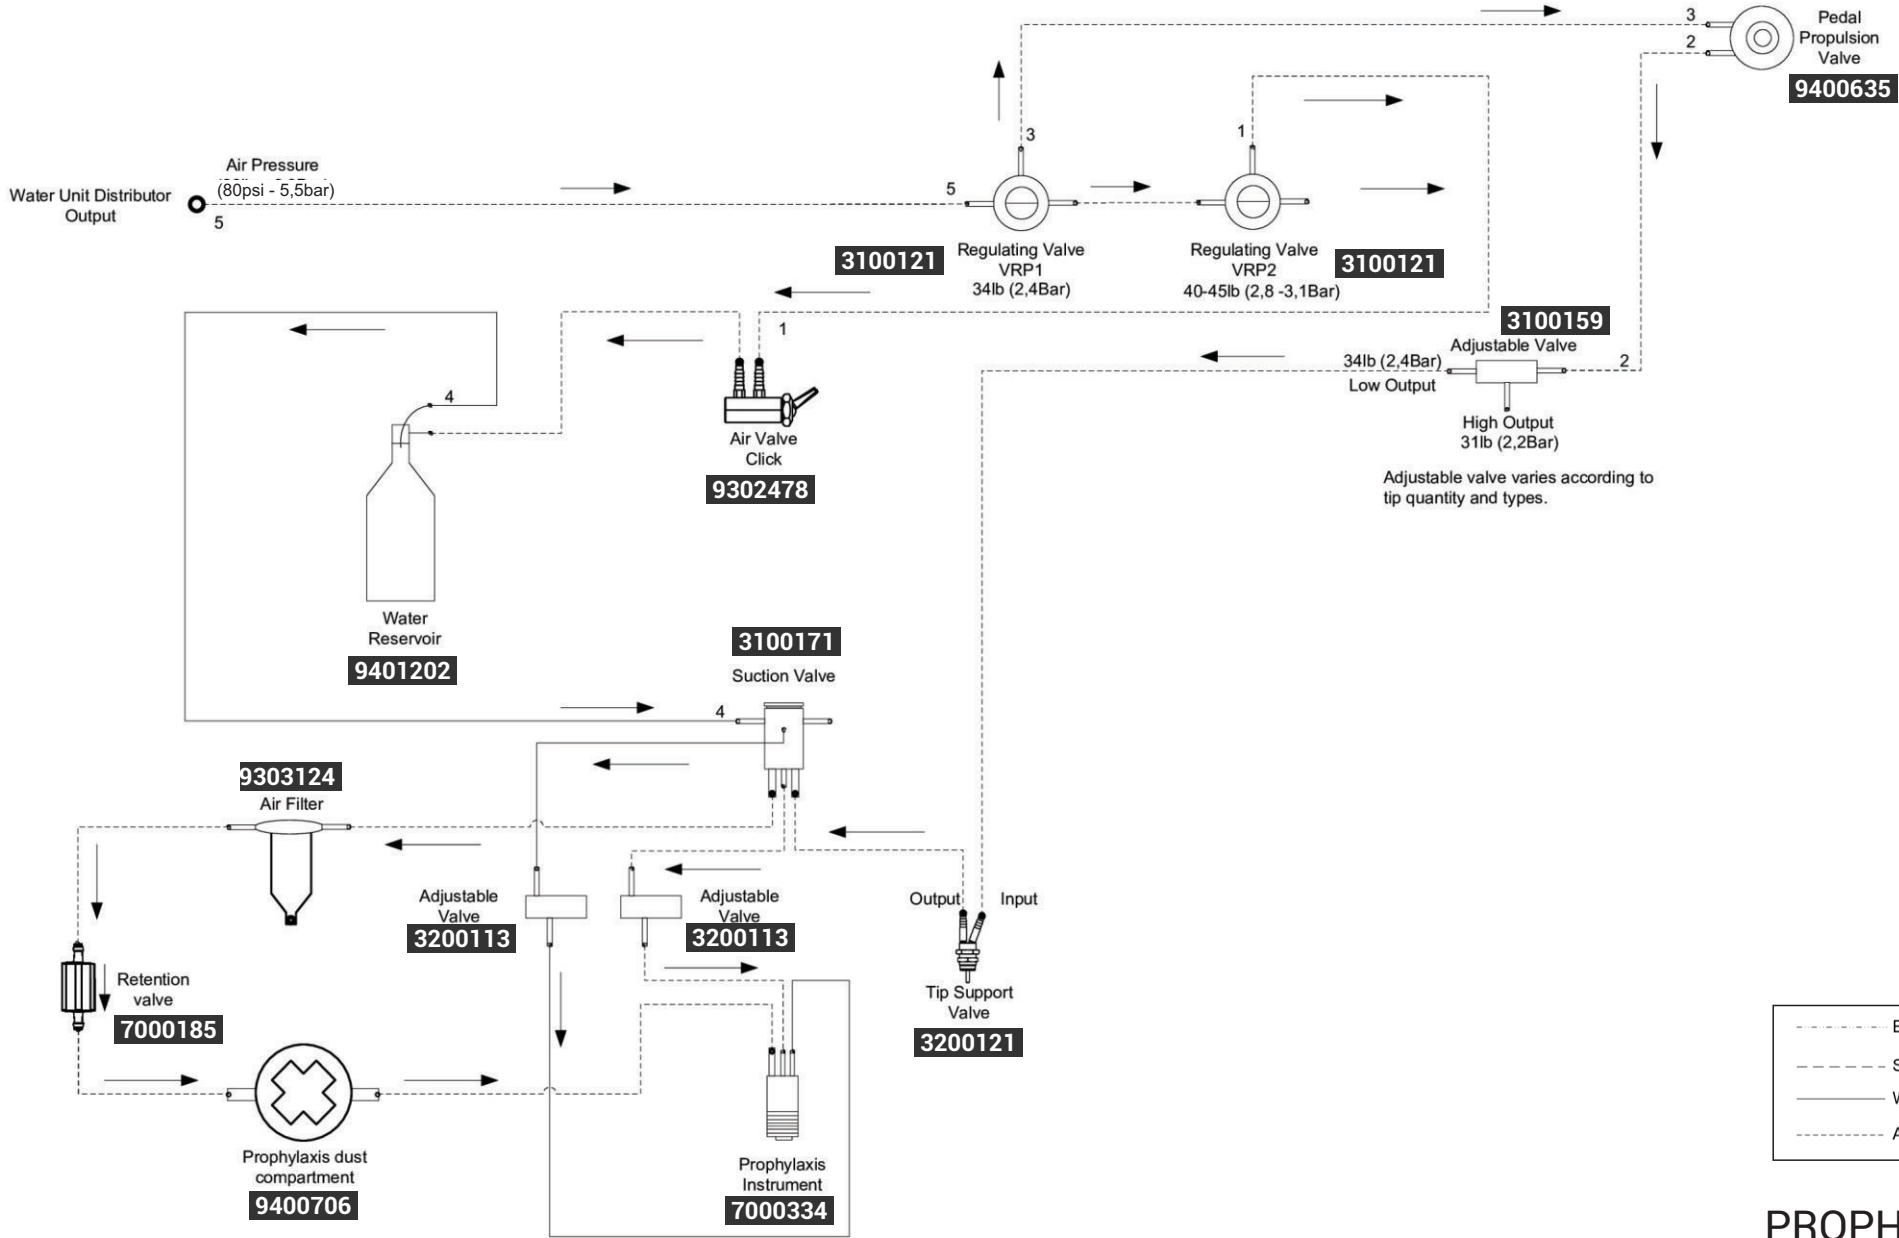 3
Pedal
Propulsion
Valve
2
9400635
3
1
Air Pressure
(80psi - 5,5bar)
Water Unit Distributor
Output
5
5
3100121
Regulating Valve
VRP1
34lb (2,4Bar)
Regulating Valve
VRP2
40-45lb (2,8 -3,1Bar)
3100121
1
3100159
Adjustable Valve
34lb (2,4Bar)
Low Output
2
High Output
31lb (2,2Bar)
Adjustable valve varies according to
tip quantity and types.
4
Air Valve
Click
9302478
Water
Reservoir
9401202
3100171
Suction Valve
4
9303124
Air Filter
Adjustable
Valve
3200113
Adjustable
Valve
3200113
Output
Input
Tip Support
Valve
3200121
Retention
valve
7000185
Prophylaxis dust
compartment
9400706
Prophylaxis
Instrument
7000334
S
A
PROPH